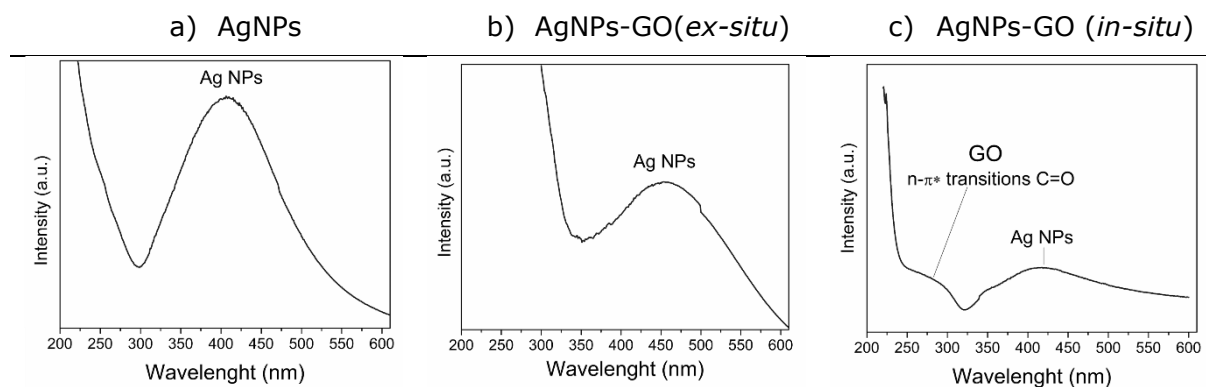 a) AgNPs
b) AgNPs-GO(ex-situ)
c) AgNPs-GO (in-situ)
Ag NPs
Intensity (a.u.)
200 250 300 350 400 450 500 550 600
Wavelenght (nm)
Ag NPs
Intensity (a.u.)
200 250 300 350 400 450 500 550 600
Wavelenght (nm)
GO
n-π* transitions C=O
Ag NPs
Intensity (a.u.)
200 250 300 350 400 450 500 550 600
Wavelenght (nm)